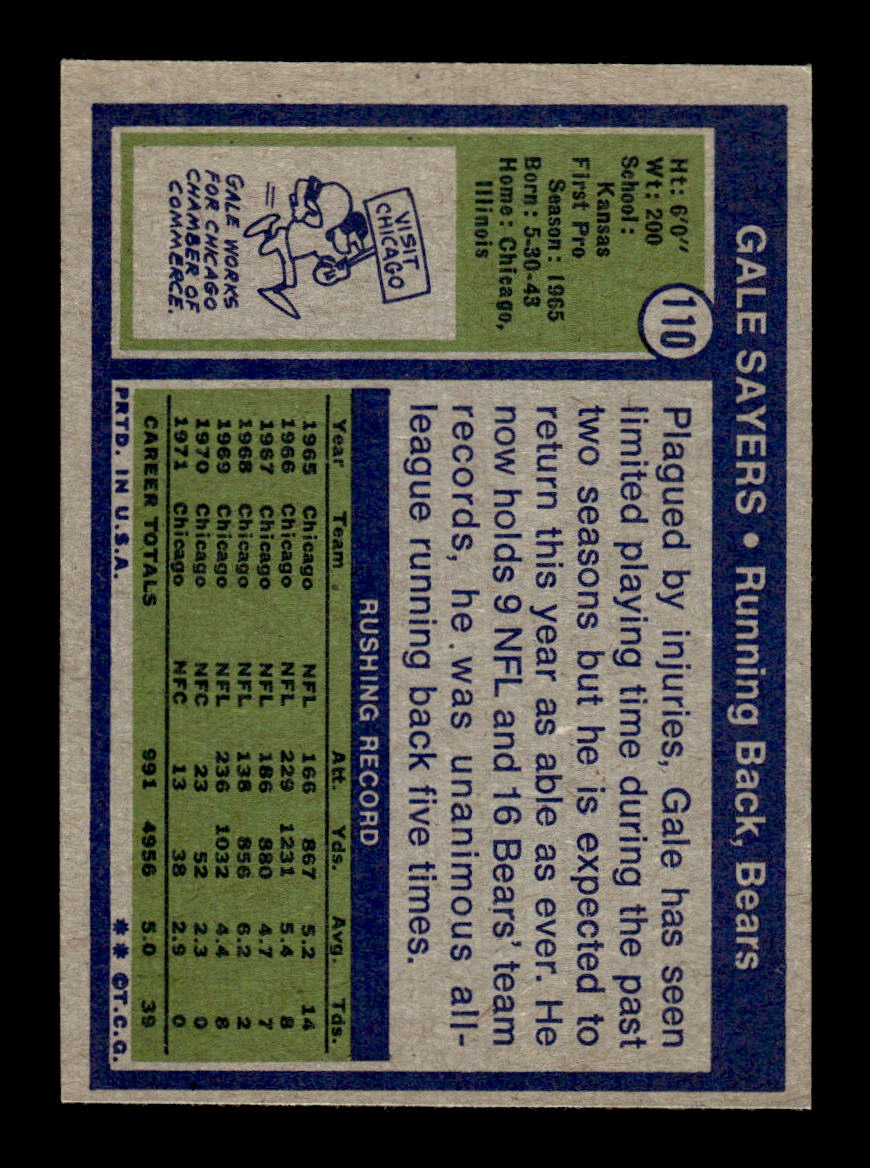 GALE SAYERS • Running Back, Bears
110
Ht: 6'0"
Wt: 200
School:
Kansas
First Pro
Season: 1965
Born: 5-30-43
Home: Chicago,
Illinois
VISIT
CHICAGO
GALE WORKS
FOR CHICAGO
CHAMBER OF
COMMERCE.
Plagued by injuries, Gale has seen
limited playing time during the past
two seasons but he is expected to
return this year as able as ever. He
now holds 9 NFL and 16 Bears' team
records, he was unanimous all-
league running back five times.
RUSHING RECORD
Year Team Att. Yds. Avg. Tds.
1965 Chicago NFL 166 867 5.2 14
1966 Chicago NFL 229 1231 5.4 8
1967 Chicago NFL 186 880 4.7 7
1968 Chicago NFL 138 856 6.2 2
1969 Chicago NFL 236 1032 4.4 8
1970 Chicago NFC 23 52 2.3 0
1971 Chicago NFC 13 38 2.9 0
CAREER TOTALS 991 4956 5.0 39
PRTD. IN U.S.A. ** ©T.C.G.